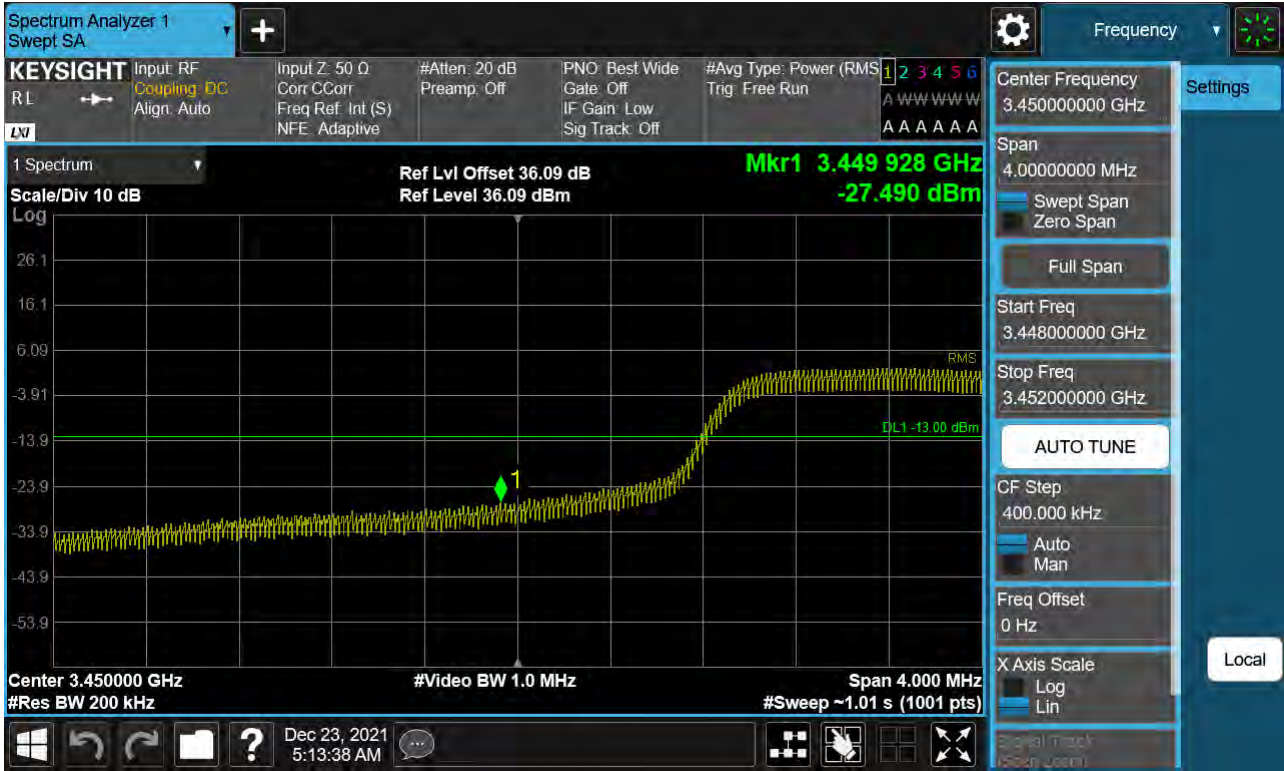 Spectrum Analyzer 1
Swept SA
Frequency
KEYSIGHT
RL
LXI
Input: RF
Coupling: DC
Align: Auto
Input Z: 50 Ω
Corr CCorr
Freq Ref: Int (S)
NFE: Adaptive
#Atten: 20 dB
Preamp: Off
PNO: Best Wide
Gate: Off
IF Gain: Low
Sig Track: Off
#Avg Type: Power (RMS
Trig: Free Run
1 2 3 4 5 6
A W W W W W
A A A A A A
1 Spectrum
Scale/Div 10 dB
Ref Lvl Offset 36.09 dB
Ref Level 36.09 dBm
Mkr1 3.449 928 GHz
-27.490 dBm
Log
26.1
16.1
6.09
-3.91
-13.9
-23.9
-33.9
-43.9
-53.9
RMS
DL1 -13.00 dBm
1
Center 3.450000 GHz
#Res BW 200 kHz
#Video BW 1.0 MHz
Span 4.000 MHz
#Sweep ~1.01 s (1001 pts)
Center Frequency
3.450000000 GHz
Span
4.00000000 MHz
Swept Span
Zero Span
Full Span
Start Freq
3.448000000 GHz
Stop Freq
3.452000000 GHz
AUTO TUNE
CF Step
400.000 kHz
Auto
Man
Freq Offset
0 Hz
X Axis Scale
Log
Lin
Signal Track
(Span Zoom)
Settings
Local
?
Dec 23, 2021
5:13:38 AM